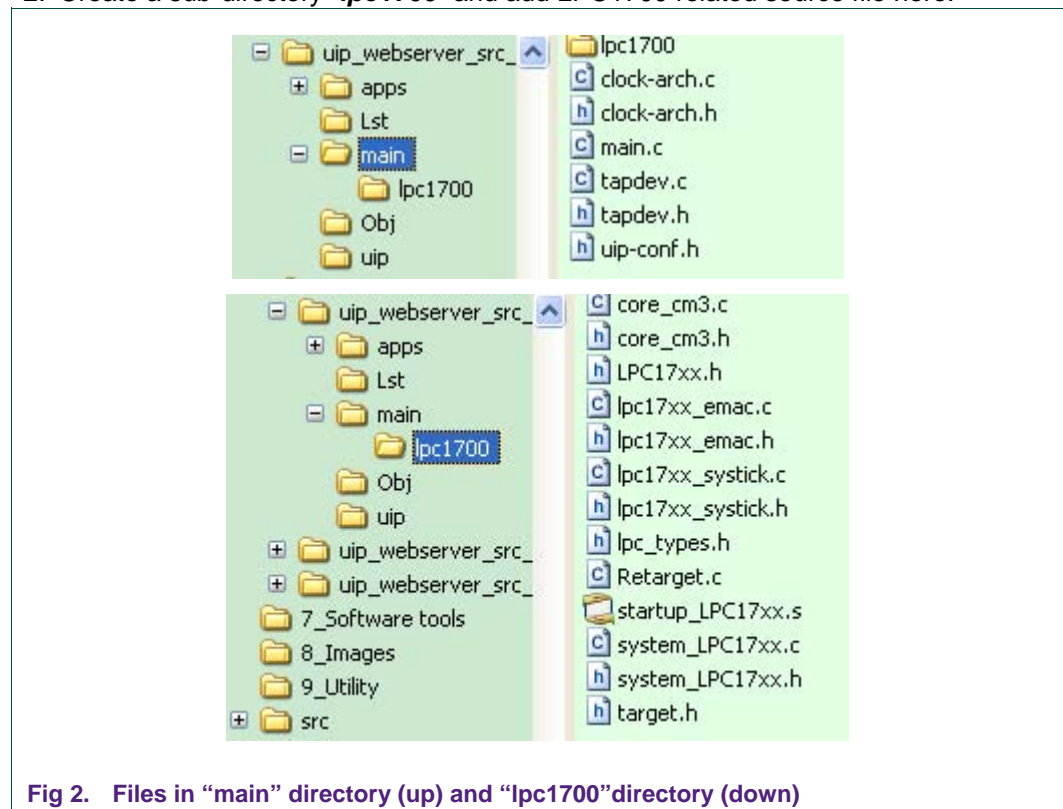 uip_webserver_src_
apps
Lst
main
lpc1700
Obj
uip
lpc1700
clock-arch.c
clock-arch.h
main.c
tapdev.c
tapdev.h
uip-conf.h
uip_webserver_src_
apps
Lst
main
lpc1700
Obj
uip
uip_webserver_src_
uip_webserver_src_
7_Software tools
8_Images
9_Utility
src
core_cm3.c
core_cm3.h
LPC17xx.h
lpc17xx_emac.c
lpc17xx_emac.h
lpc17xx_systick.c
lpc17xx_systick.h
lpc_types.h
Retarget.c
startup_LPC17xx.s
system_LPC17xx.c
system_LPC17xx.h
target.h
Fig 2. Files in “main” directory (up) and “lpc1700”directory (down)